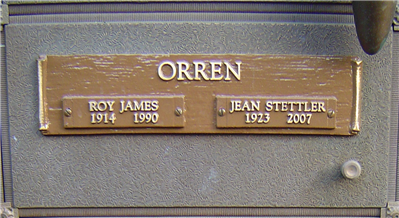 ORREN
ROY JAMES
1914 1990
JEAN STETTLER
1923 2007